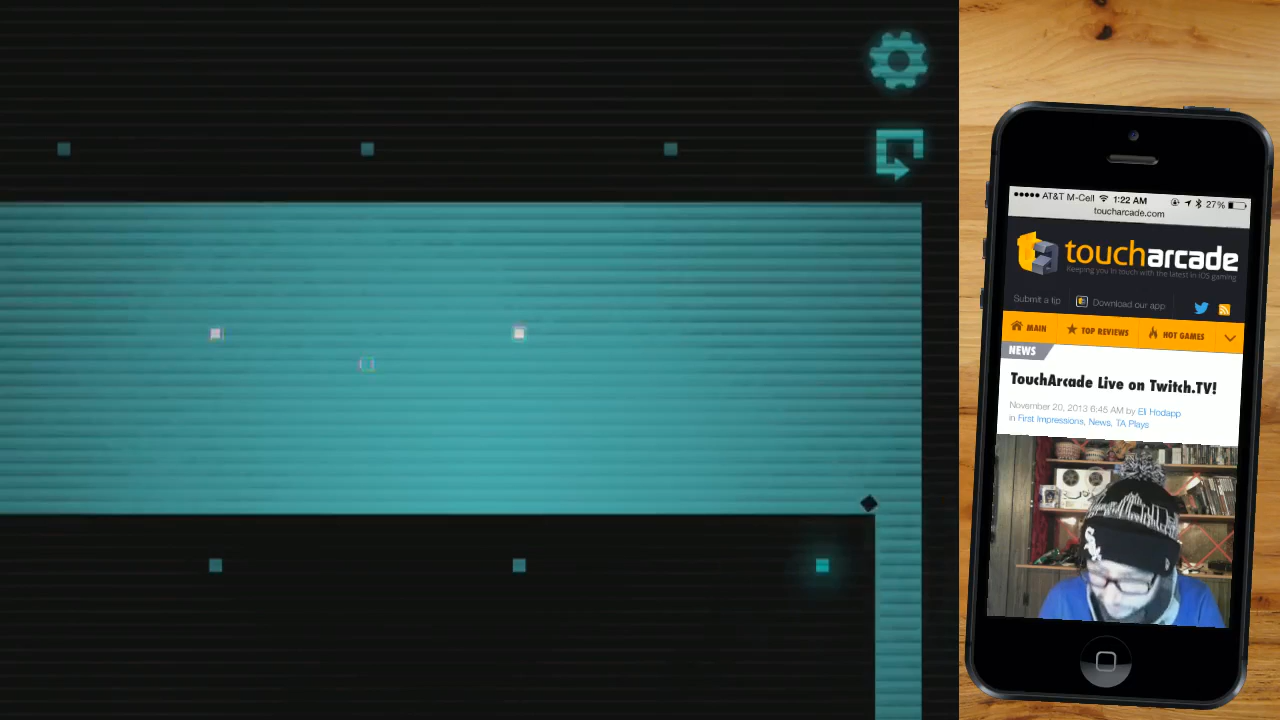 AT&T M-Cell 1:22 AM 27%
toucharcade.com
toucharcade
Keeping you in touch with the latest in iOS gaming
Submit a tip Download our app
MAIN TOP REVIEWS HOT GAMES
NEWS
TouchArcade Live on Twitch.TV!
November 20, 2013 6:45 AM by Eli Hodapp
in First Impressions, News, TA Plays